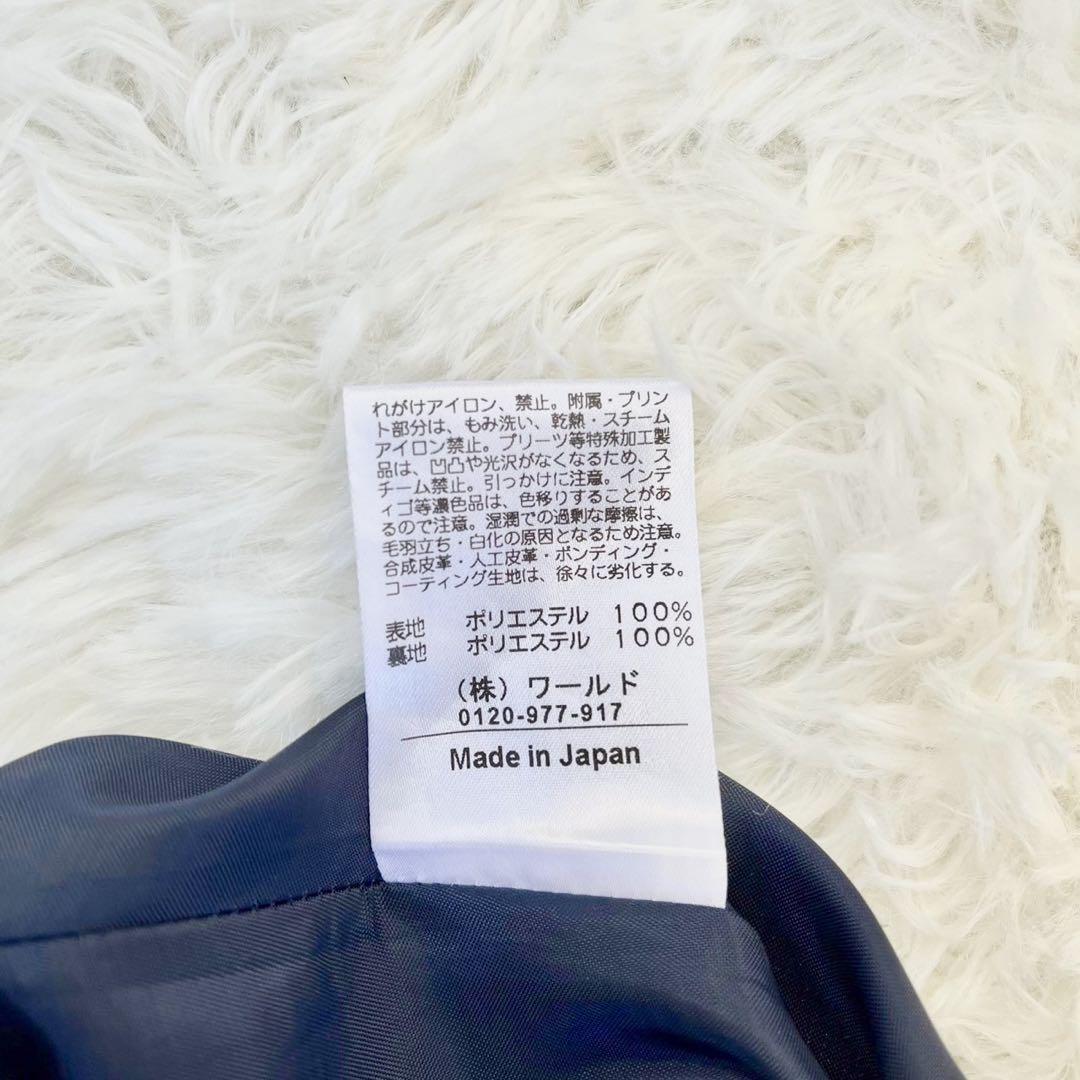 れがけアイロン、禁止。附属・プリン
ト部分は、もみ洗い、乾熱・スチーム
アイロン禁止。プリーツ等特殊加工製
品は、凹凸や光沢がなくなるため、ス
チーム禁止。引っかけに注意。インデ
ィゴ等濃色品は、色移りすることがあ
るので注意。湿潤での過剰な摩擦は、
毛羽立ち・白化の原因となるため注意。
合成皮革・人工皮革・ボンディング・
コーティング生地は、徐々に劣化する。
表地 ポリエステル 100%
裏地 ポリエステル 100%
(株) ワールド
0120-977-917
Made in Japan